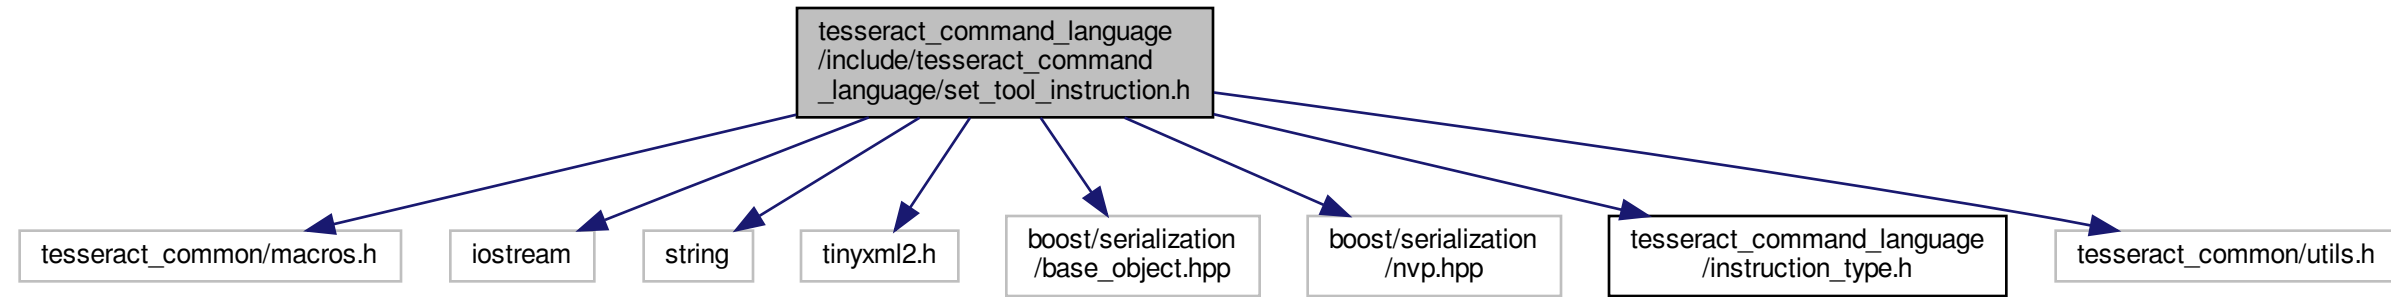 tesseract_command_language
/include/tesseract_command
_language/set_tool_instruction.h
tesseract_common/macros.h
iostream
string
tinyxml2.h
boost/serialization
/base_object.hpp
boost/serialization
/nvp.hpp
tesseract_command_language
/instruction_type.h
tesseract_common/utils.h